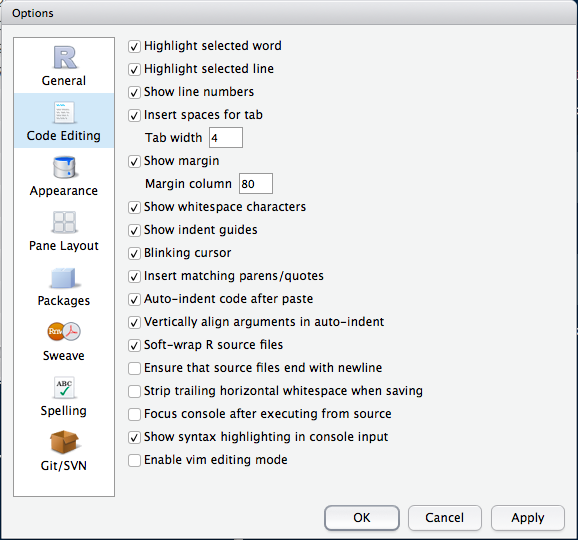 Options
R
General
Code Editing
Appearance
Pane Layout
Packages
Rnw
Sweave
ABC
Spelling
Git/SVN
Highlight selected word
Highlight selected line
Show line numbers
Insert spaces for tab
Tab width 4
Show margin
Margin column 80
Show whitespace characters
Show indent guides
Blinking cursor
Insert matching parens/quotes
Auto-indent code after paste
Vertically align arguments in auto-indent
Soft-wrap R source files
Ensure that source files end with newline
Strip trailing horizontal whitespace when saving
Focus console after executing from source
Show syntax highlighting in console input
Enable vim editing mode
OK Cancel Apply